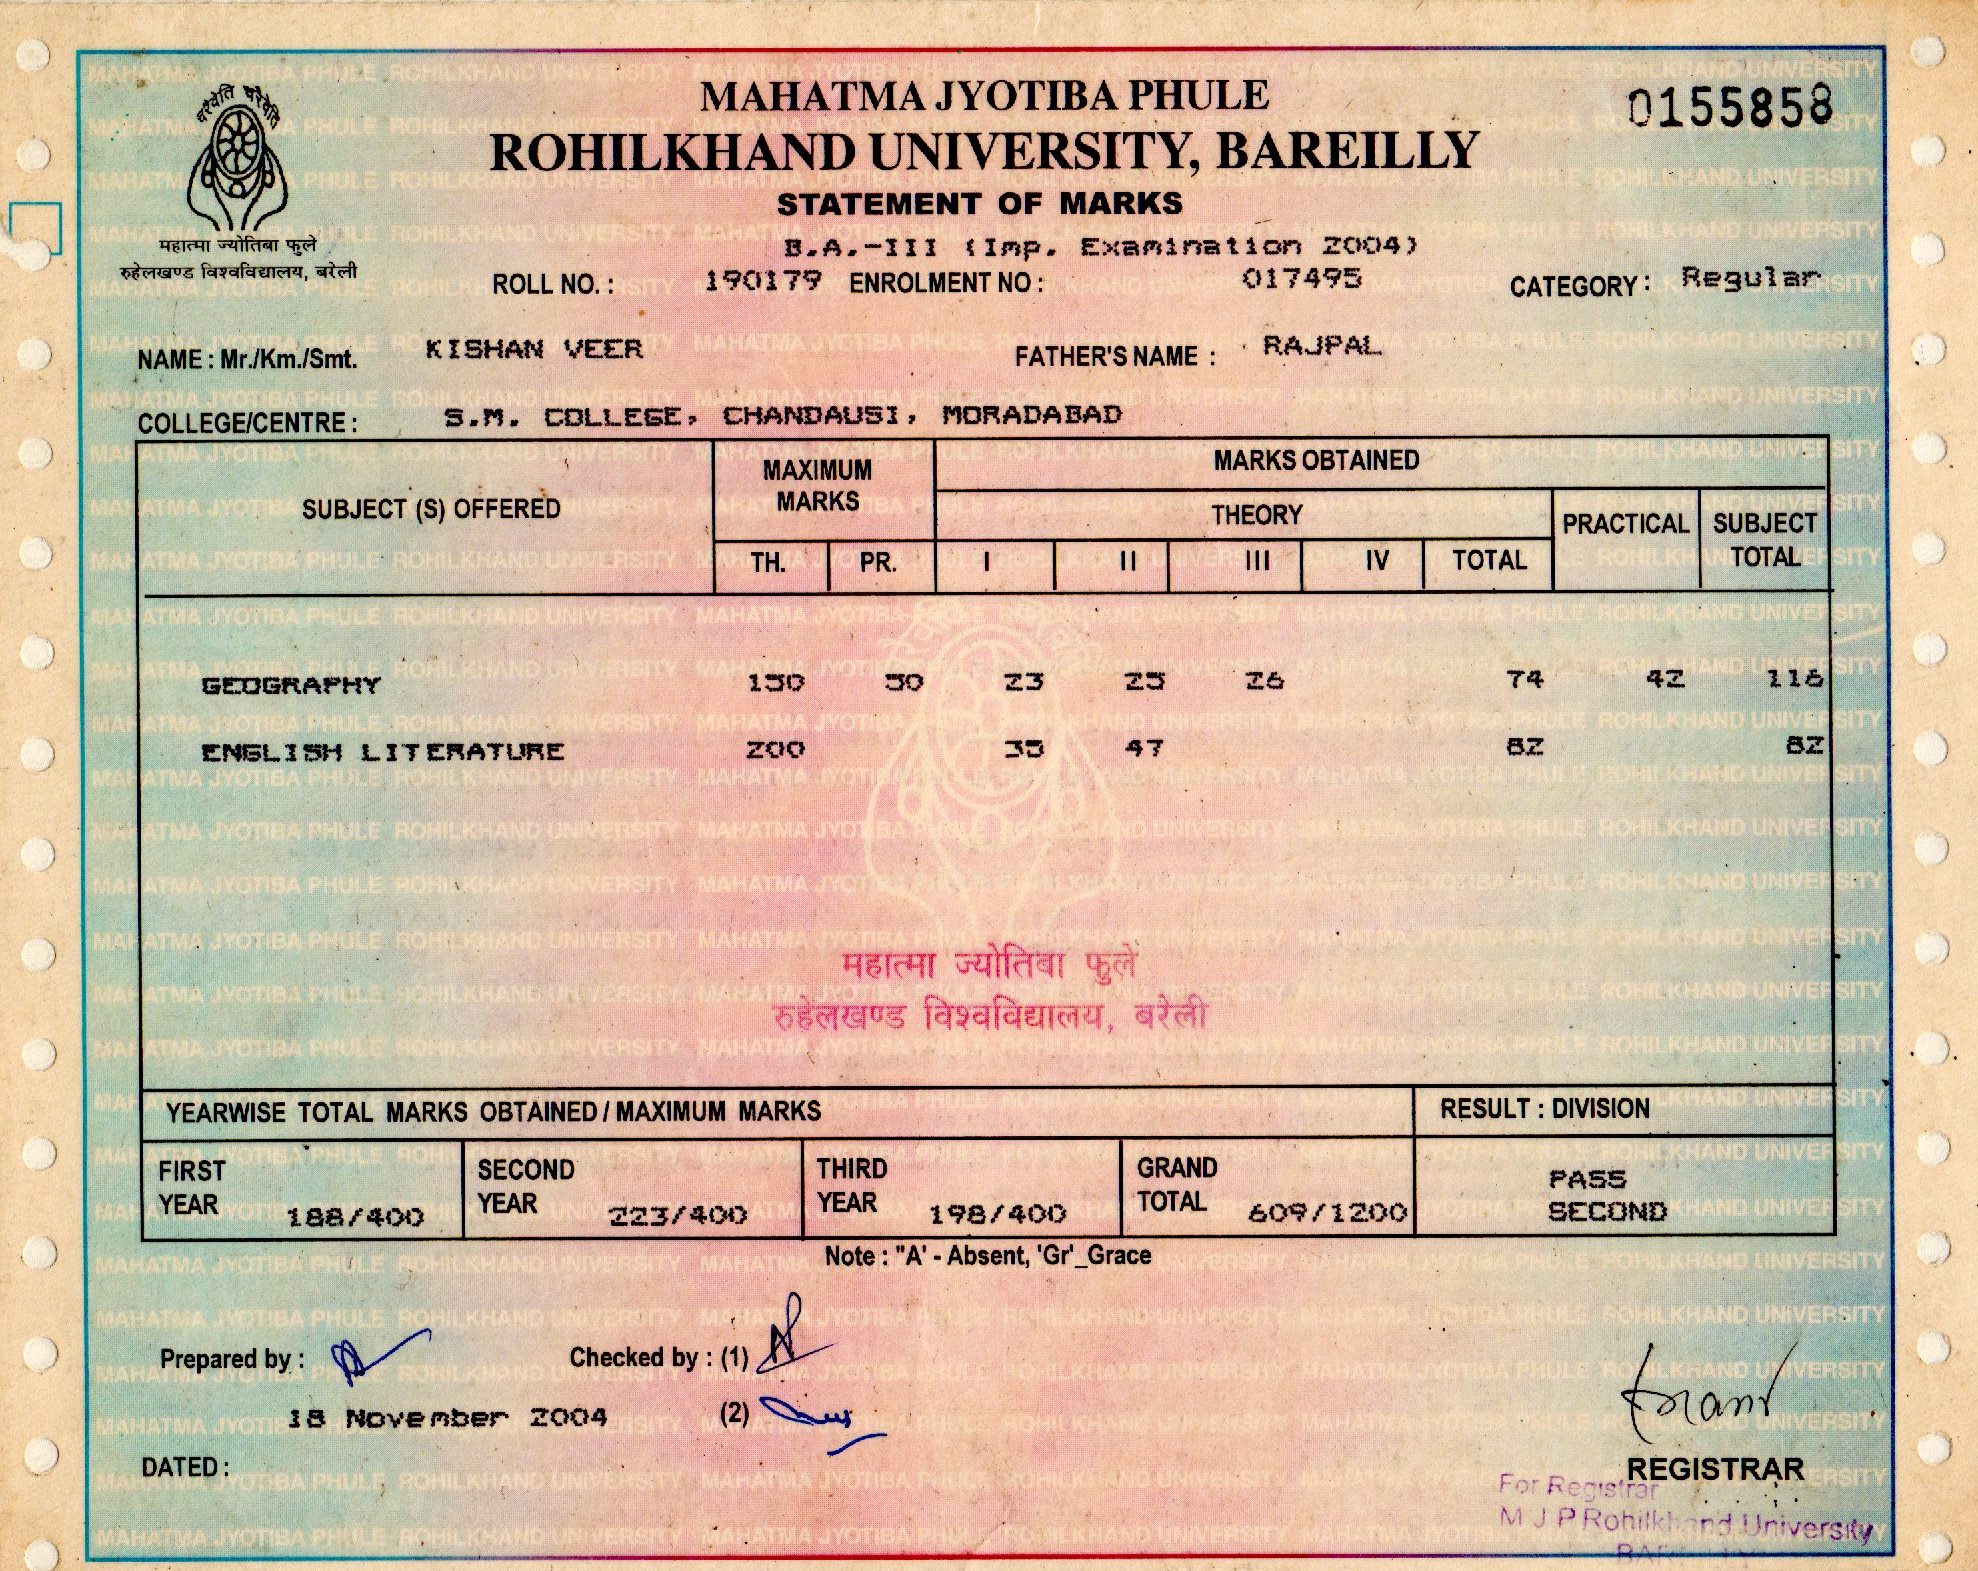 चरैवेति चरैवेति
महात्मा ज्योतिबा फुले
रुहेलखण्ड विश्वविद्यालय, बरेली
MAHATMA JYOTIBA PHULE
ROHILKHAND UNIVERSITY, BAREILLY
0155858
STATEMENT OF MARKS
B.A.-III (Imp. Examination 2004)
ROLL NO. : 190179 ENROLMENT NO : 017495 CATEGORY : Regular
NAME : Mr./Km./Smt. KISHAN VEER FATHER'S NAME : RAJPAL
COLLEGE/CENTRE : S.M. COLLEGE, CHANDAUSI, MORADABAD
SUBJECT (S) OFFERED MAXIMUM MARKS MARKS OBTAINED
THEORY PRACTICAL SUBJECT TOTAL
TH. PR. I II III IV TOTAL
GEOGRAPHY 150 50 23 25 26 74 42 116
ENGLISH LITERATURE 200 35 47 82 82
महात्मा ज्योतिबा फुले
रुहेलखण्ड विश्वविद्यालय, बरेली
YEARWISE TOTAL MARKS OBTAINED / MAXIMUM MARKS RESULT : DIVISION
FIRST YEAR 188/400 SECOND YEAR 223/400 THIRD YEAR 198/400 GRAND TOTAL 609/1200 PASS
SECOND
Note : "A' - Absent, 'Gr'_Grace
Prepared by : Checked by : (1)
18 November 2004 (2)
DATED :
REGISTRAR
For Registrar
M J P Rohilkhand University